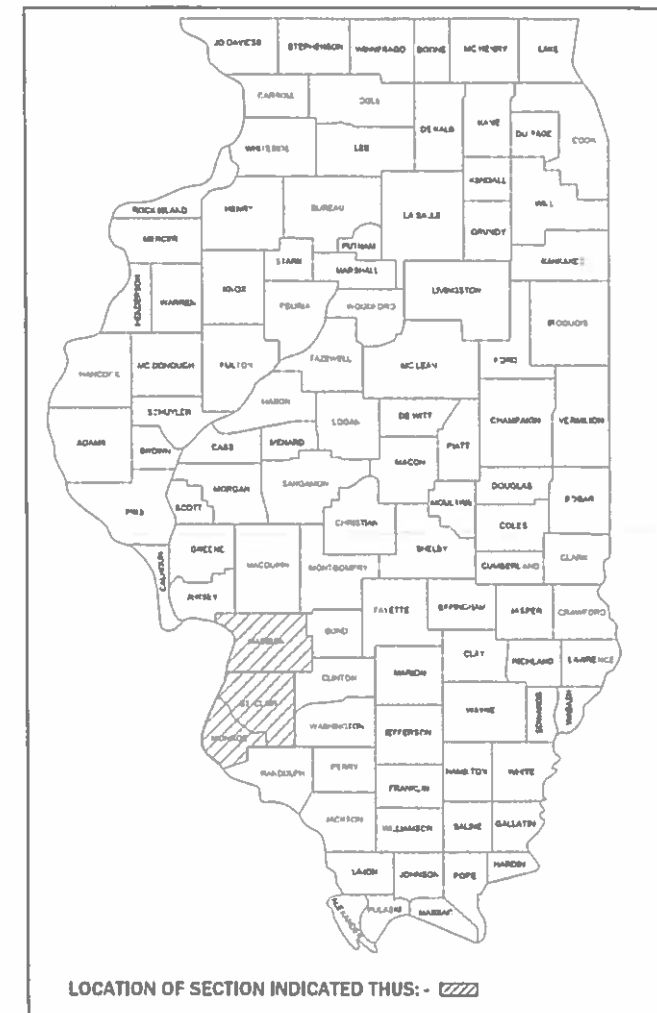 JO DAVIESS STEPHENSON WINNEBAGO BOONE MC HENRY LAKE
CARROLL OGLE
DE KALB KANE DU PAGE COOK
WHITESIDE LEE
KENDALL WILL
ROCK ISLAND HENRY BUREAU LA SALLE
MERCER PUTNAM GRUNDY
STARK MARSHALL KANKAKEE
HENDERSON WARREN KNOX LIVINGSTON
PEORIA WOODFORD IROQUOIS
HANCOCK MC DONOUGH FULTON TAZEWELL MC LEAN FORD
MASON
SCHUYLER LOGAN DE WITT CHAMPAIGN VERMILION
ADAMS BROWN CASS MENARD PIATT
MACON
MORGAN SANGAMON DOUGLAS
PIKE SCOTT MOULTRIE EDGAR
CHRISTIAN COLES
CALHOUN GREENE MACOUPIN MONTGOMERY SHELBY CUMBERLAND CLARK
JERSEY
FAYETTE EFFINGHAM JASPER CRAWFORD
MADISON BOND
CLAY RICHLAND LAWRENCE
CLINTON MARION
ST. CLAIR WAYNE EDWARDS WABASH
MONROE WASHINGTON JEFFERSON
RANDOLPH PERRY HAMILTON WHITE
FRANKLIN
JACKSON WILLIAMSON SALINE GALLATIN
UNION JOHNSON POPE HARDIN
ALEXANDER PULASKI MASSAC
LOCATION OF SECTION INDICATED THUS: -